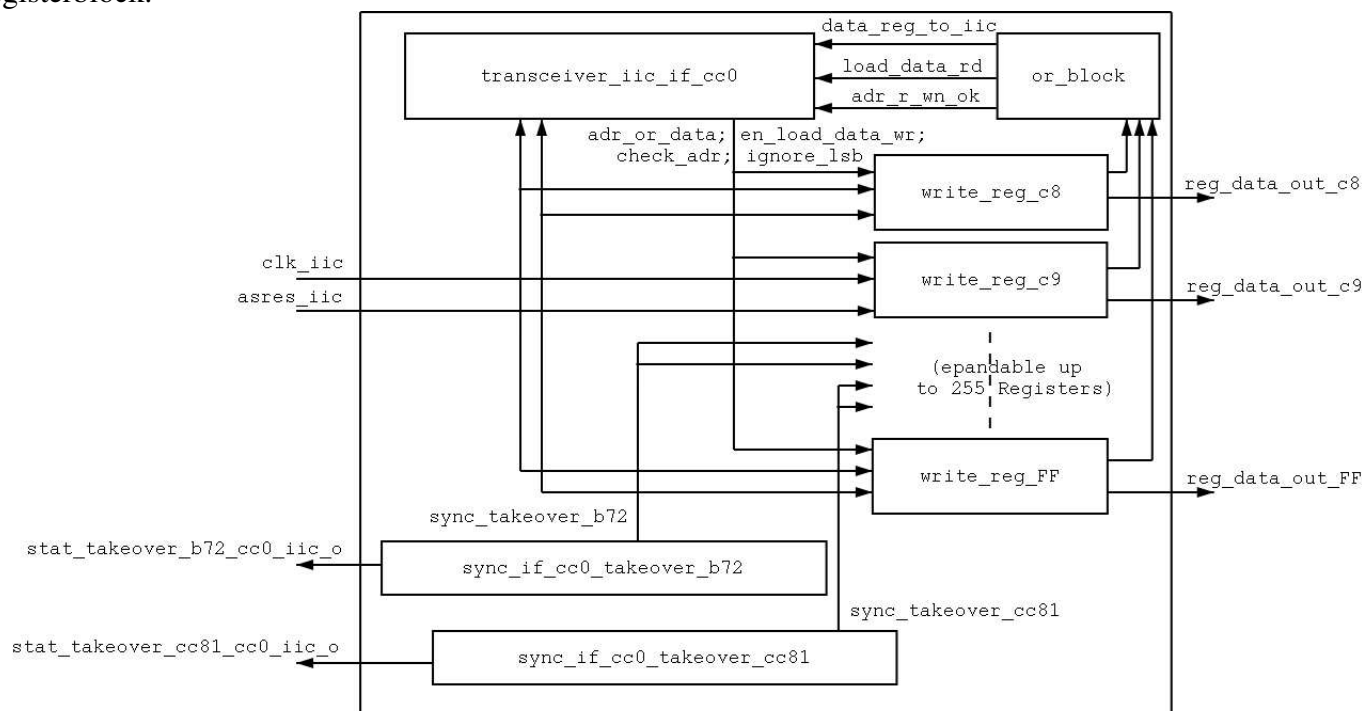 egisterblock.
data_reg_to_iic
transceiver_iic_if_cc0
load_data_rd
or_block
adr_r_wn_ok
adr_or_data; en_load_data_wr;
check_adr; ignore_lsb
write_reg_c8
reg_data_out_c8
clk_iic
write_reg_c9
asres_iic
reg_data_out_c9
(epandable up
to 255 Registers)
write_reg_FF
reg_data_out_FF
sync_takeover_b72
stat_takeover_b72_cc0_iic_o
sync_if_cc0_takeover_b72
sync_takeover_cc81
stat_takeover_cc81_cc0_iic_o
sync_if_cc0_takeover_cc81